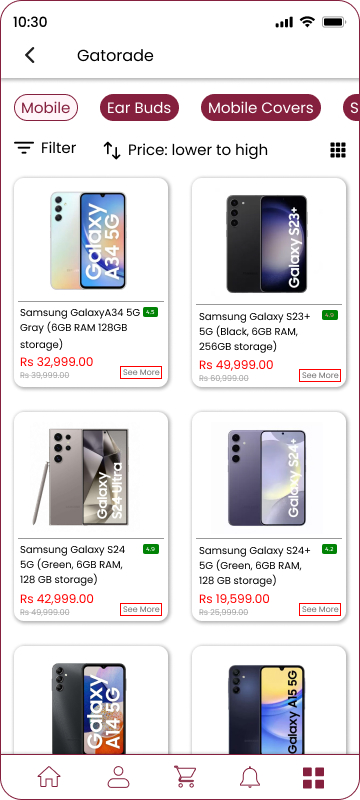 10:30
Gatorade
Mobile
Ear Buds
Mobile Covers
S
Filter
Price: lower to high
Galaxy
A34 5G
Samsung GalaxyA34 5G
4.5
Gray (6GB RAM 128GB
storage)
Rs 32,999.00
Rs 39,999.00
See More
Galaxy S23+
Samsung Galaxy S23+
4.9
5G (Black, 6GB RAM,
256GB storage)
Rs 49,999.00
Rs 60,999.00
See More
Galaxy
S24 Ultra
Samsung Galaxy S24
4.9
5G (Green, 6GB RAM,
128 GB storage)
Rs 42,999.00
Rs 49,999.00
See More
Galaxy S24+
Samsung Galaxy S24+
4.2
5G (Green, 6GB RAM,
128 GB storage)
Rs 19,599.00
Rs 25,999.00
See More
Galaxy
A14 5G
Galaxy A15 5G